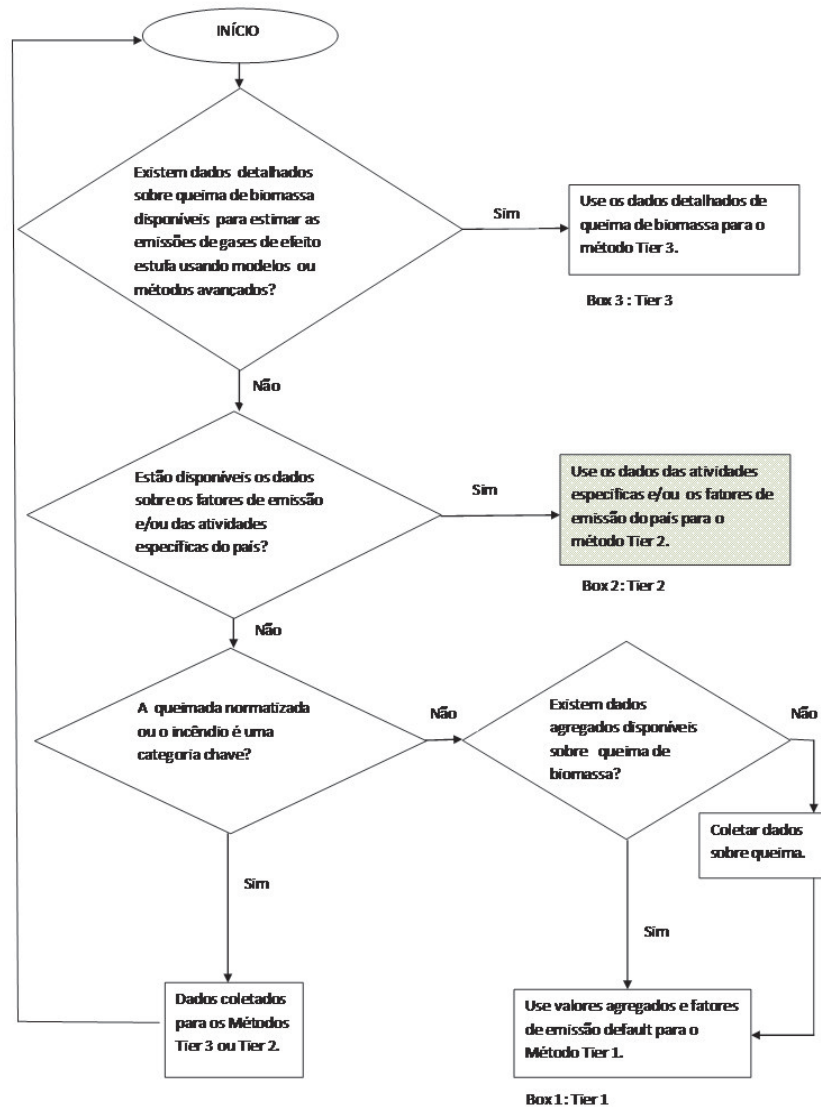 INÍCIO
Existem dados detalhados
sobre queima de biomassa
disponíveis para estimar as
emissões de gases de efeito
estufa usando modelos ou
métodos avançados?
Sim
Use os dados detalhados de
queima de biomassa para o
método Tier 3.
Box 3 : Tier 3
Não
Estão disponíveis os dados
sobre os fatores de emissão
e/ou das atividades
específicas do país?
Sim
Use os dados das atividades
específicas e/ou os fatores de
emissão do país para o
método Tier 2.
Box 2: Tier 2
Não
A queimada normatizada
ou o incêndio é uma
categoria chave?
Não
Existem dados
agregados disponíveis
sobre queima de
biomassa?
Não
Coletar dados
sobre queima.
Sim
Sim
Dados coletados
para os Métodos
Tier 3 ou Tier 2.
Use valores agregados e fatores
de emissão default para o
Método Tier 1.
Box 1: Tier 1